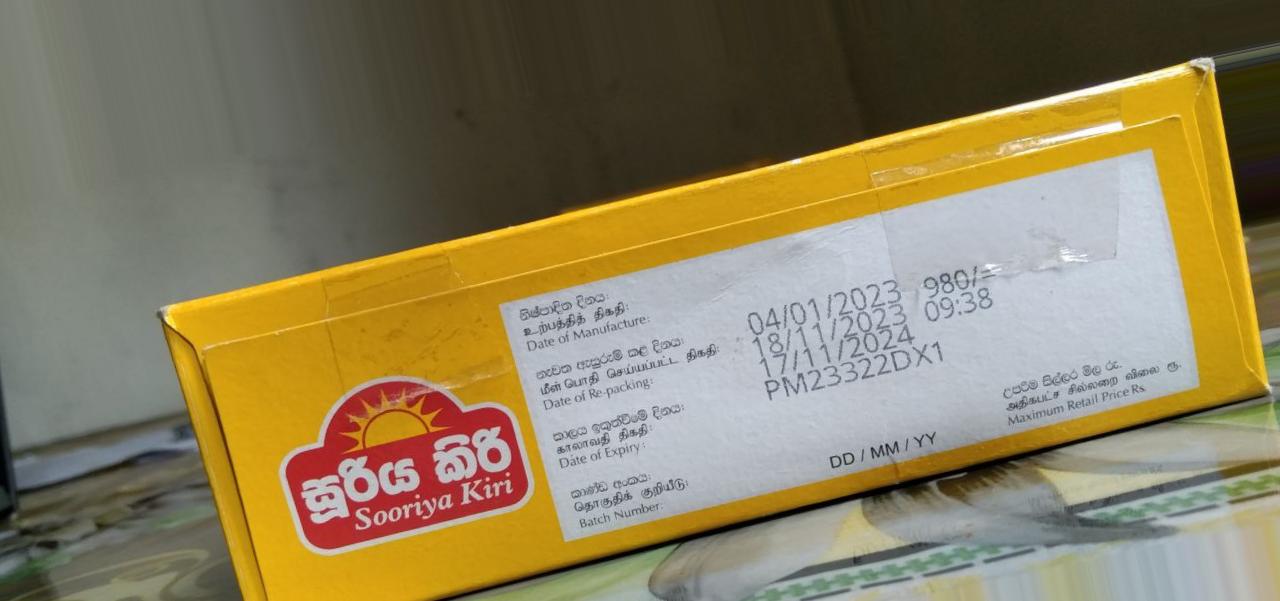 සූරිය කිරි
Sooriya Kiri
නිෂ්පාදිත දිනය:
உற்பத்தித் திகதி:
Date of Manufacture:
නැවත ඇසුරුම් කළ දිනය:
மீள் பொதி செய்யப்பட்ட திகதி:
Date of Re-packing:
කාලය ඉකුත්වීමේ දිනය:
காலாவதி திகதி:
Date of Expiry:
කාණ්ඩ අංකය:
தொகுதிக் குறியீடு:
Batch Number:
04/01/2023 980/=
18/11/2023 09:38
17/11/2024
PM23322DX1
DD / MM / YY
උපරිම සිල්ලර මිල රු.
அதிகபட்ச சில்லறை விலை ரூ.
Maximum Retail Price Rs.